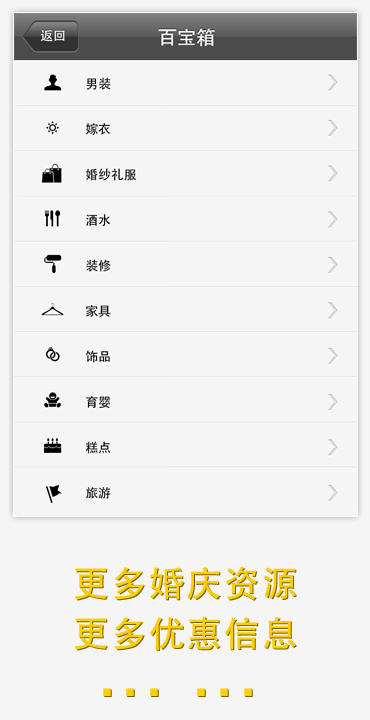 返回
百宝箱
男装
嫁衣
婚纱礼服
酒水
装修
家具
饰品
育婴
糕点
旅游
更多婚庆资源
更多优惠信息
... ...